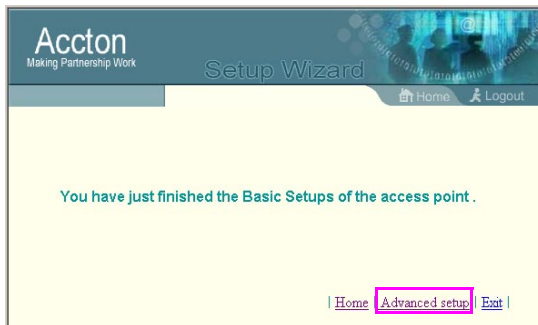 Accton
Making Partnership Work
Setup Wizard
Home Logout
You have just finished the Basic Setups of the access point .
| Home | Advanced setup | Exit |